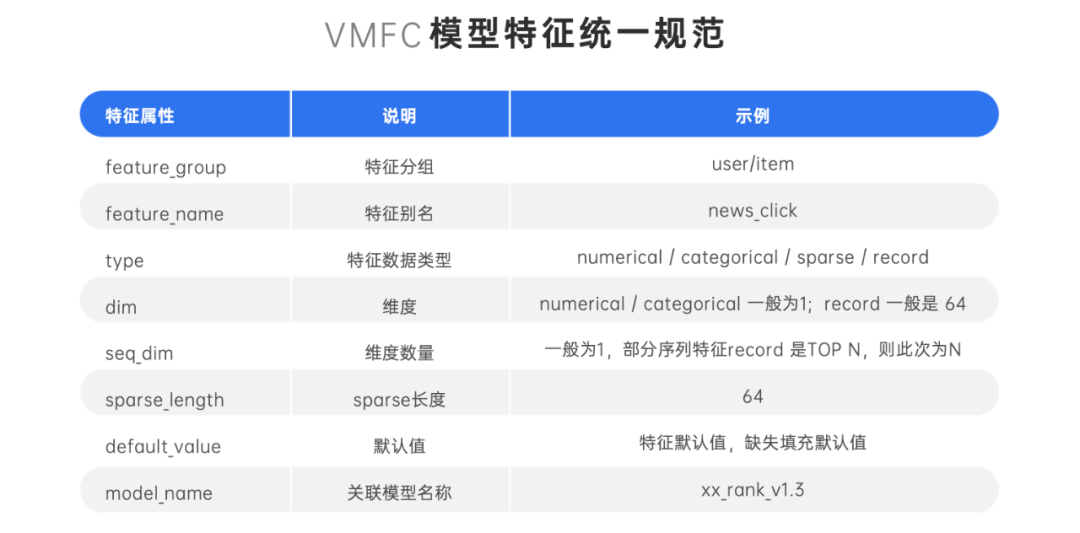 VMFC 模型特征统一规范
特征属性 说明 示例
feature_group 特征分组 user/item
feature_name 特征别名 news_click
type 特征数据类型 numerical / categorical / sparse / record
dim 维度 numerical / categorical 一般为1；record 一般是 64
seq_dim 维度数量 一般为1，部分序列特征record 是TOP N，则此次为N
sparse_length sparse长度 64
default_value 默认值 特征默认值，缺失填充默认值
model_name 关联模型名称 xx_rank_v1.3